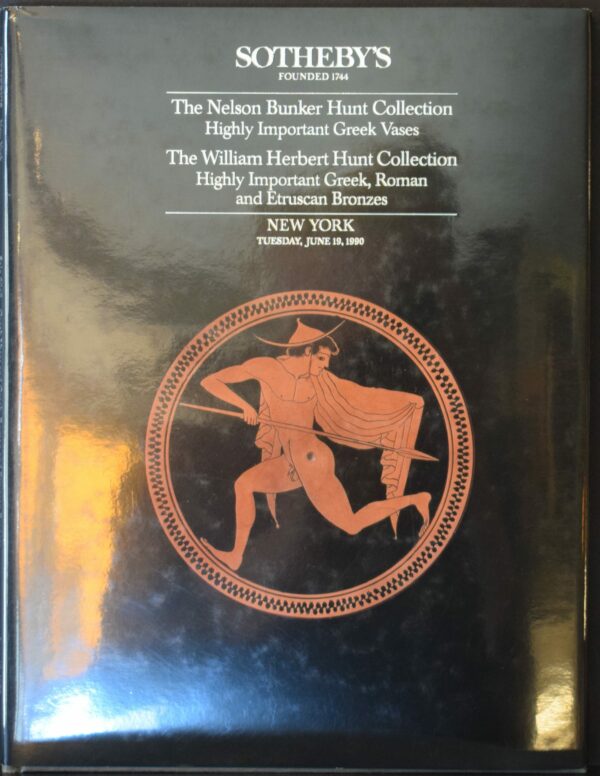 SOTHEBY'S
FOUNDED 1744
The Nelson Bunker Hunt Collection
Highly Important Greek Vases
The William Herbert Hunt Collection
Highly Important Greek, Roman
and Etruscan Bronzes
NEW YORK
TUESDAY, JUNE 19, 1990